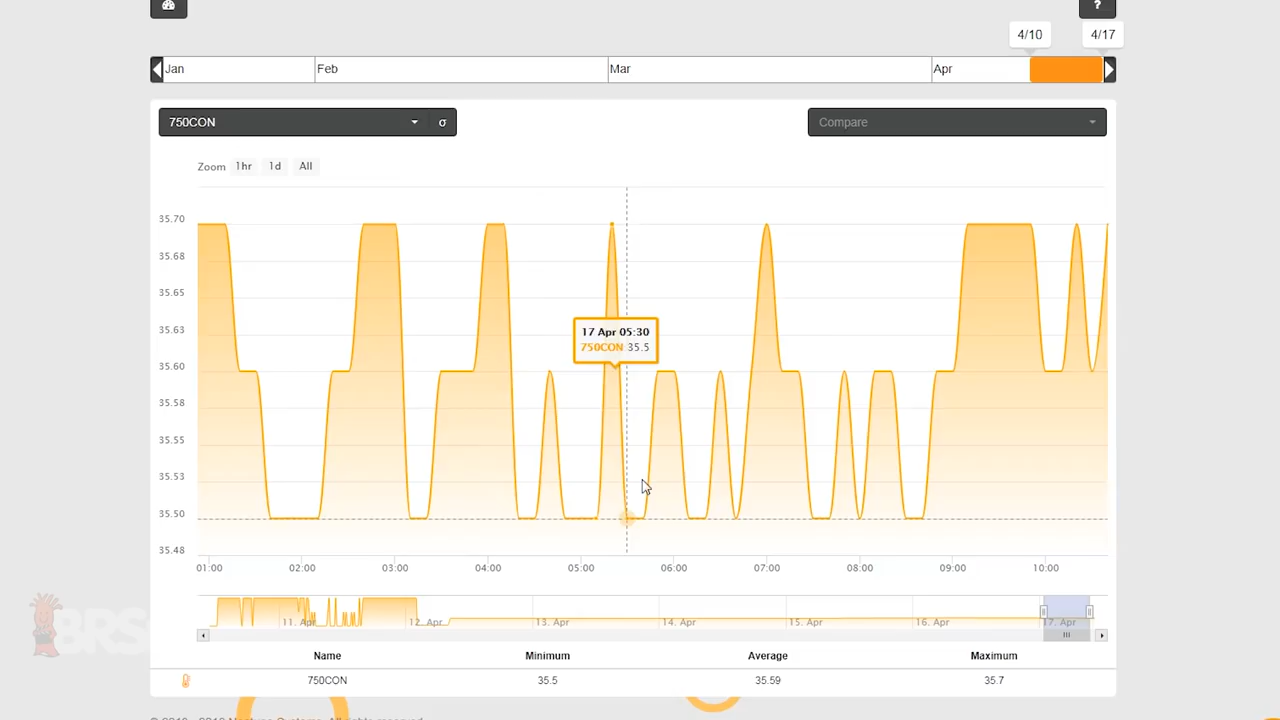 ?
4/10 4/17
Jan Feb Mar Apr
750CON σ Compare
Zoom 1hr 1d All
35.70
35.68
35.65
35.63
35.60
35.58
35.55
35.53
35.50
35.48
17 Apr 05:30
750CON 35.5
01:00 02:00 03:00 04:00 05:00 06:00 07:00 08:00 09:00 10:00
11. Apr 12. Apr 13. Apr 14. Apr 15. Apr 16. Apr 17. Apr
BRS
Name Minimum Average Maximum
750CON 35.5 35.59 35.7